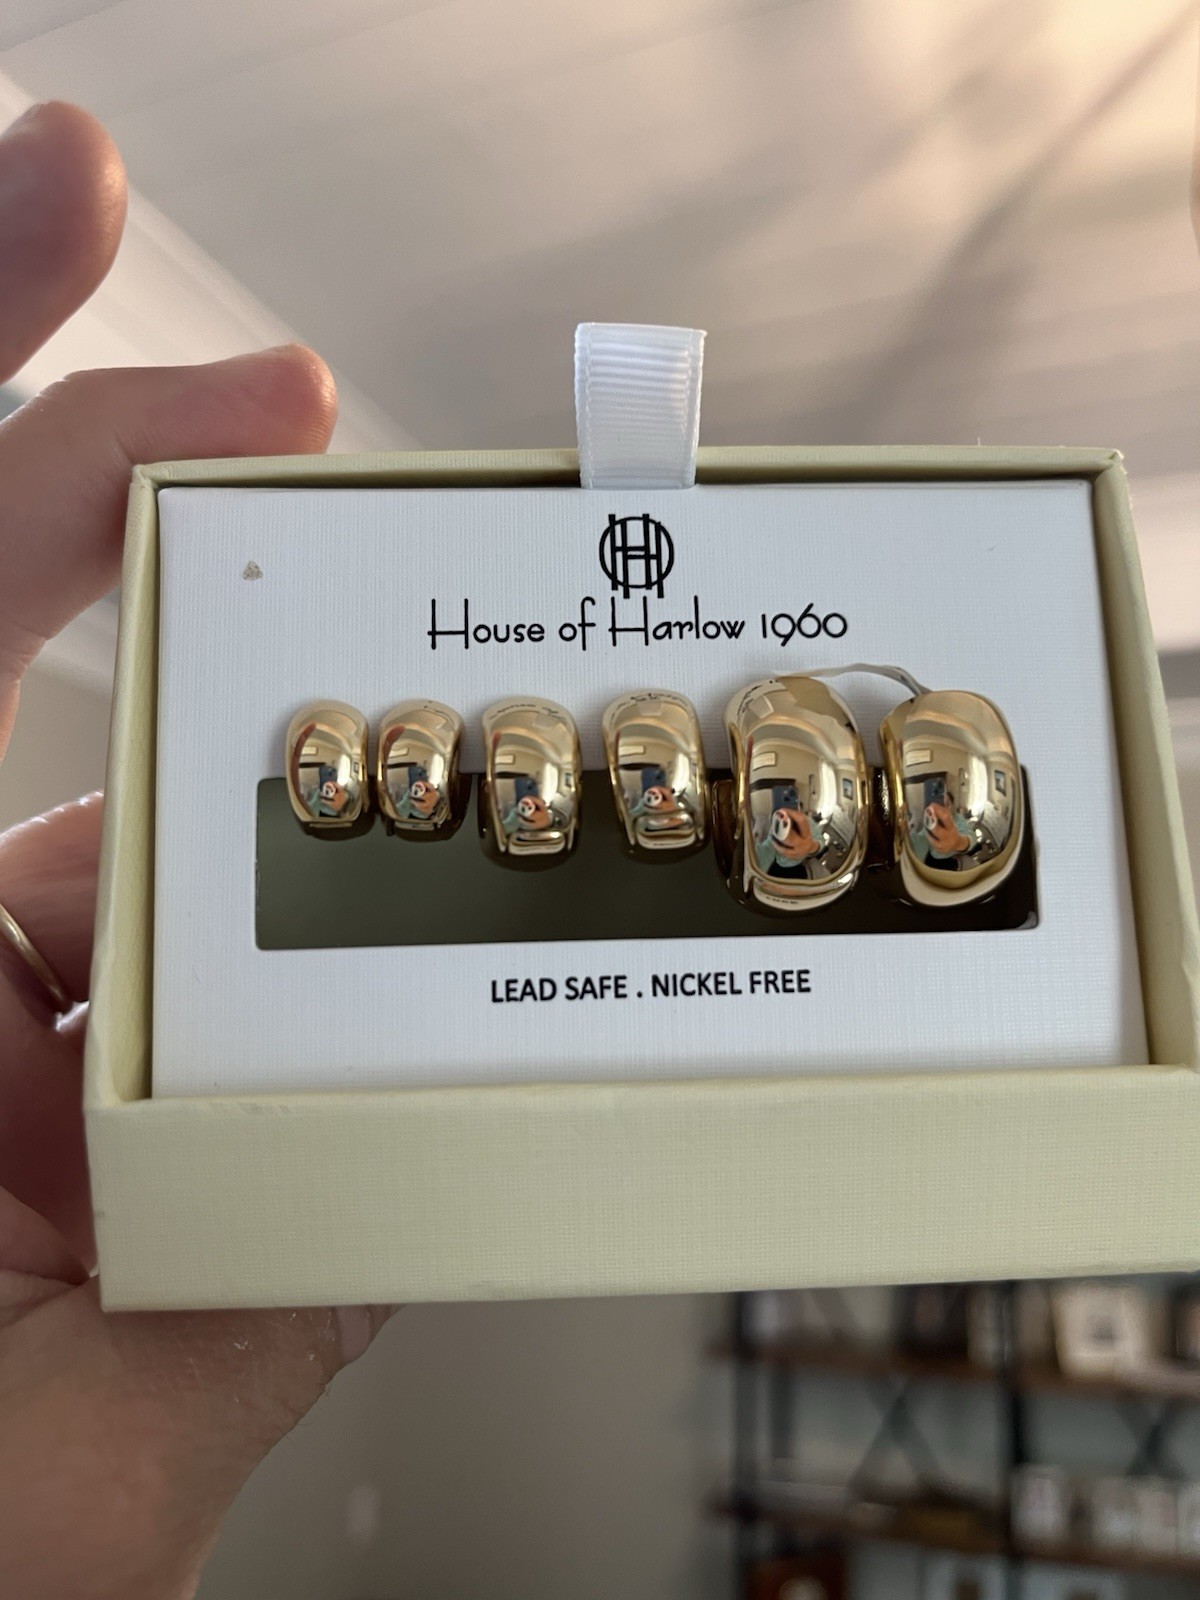 House of Harlow 1960
LEAD SAFE . NICKEL FREE